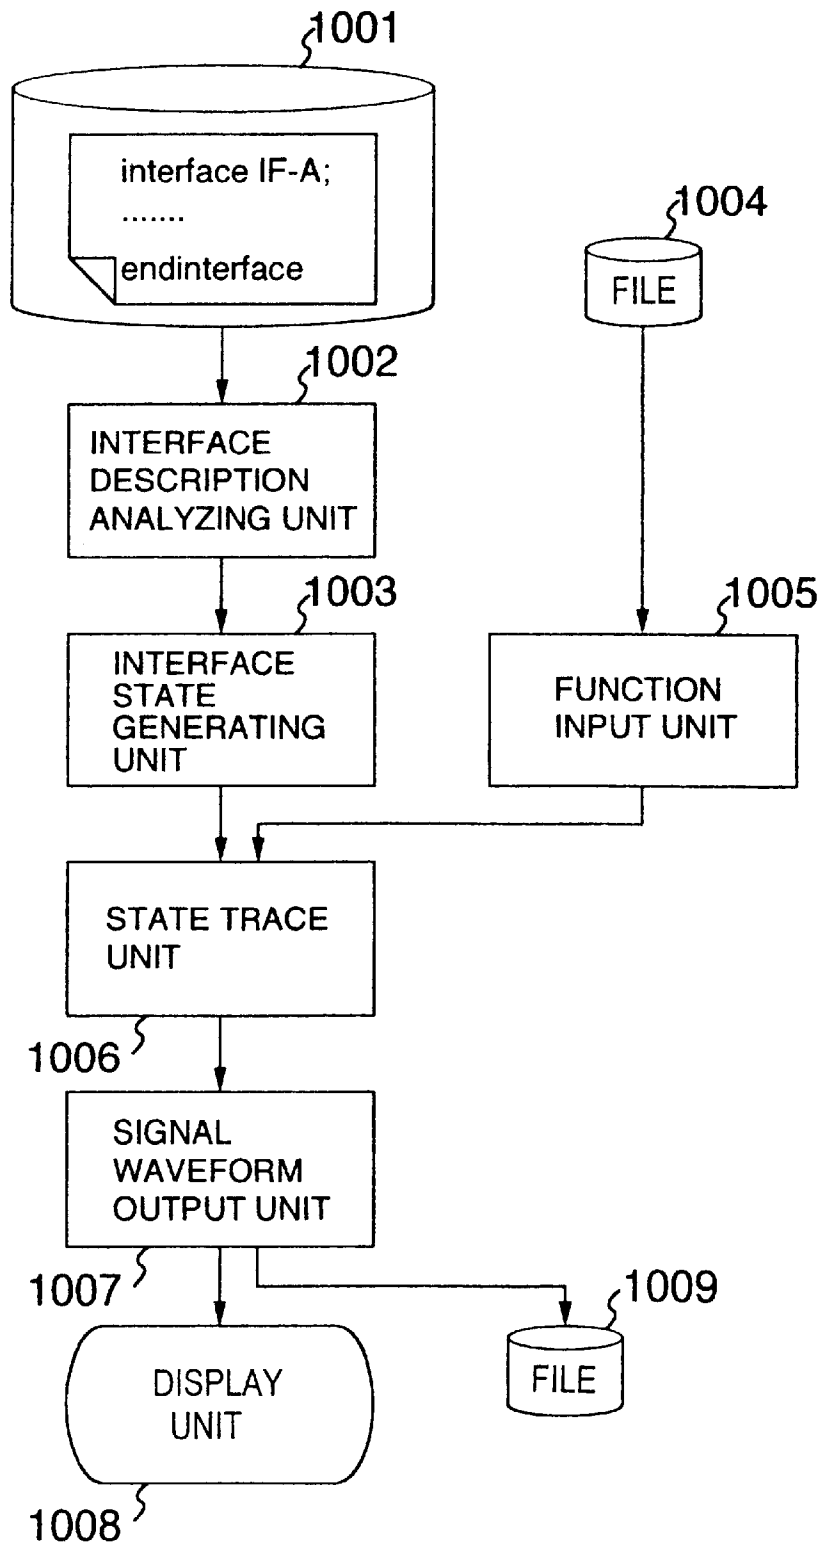 1001
interface IF-A;
.......
endinterface
1004
FILE
1002
INTERFACE
DESCRIPTION
ANALYZING UNIT
1003
INTERFACE
STATE
GENERATING
UNIT
1005
FUNCTION
INPUT UNIT
STATE TRACE
UNIT
1006
SIGNAL
WAVEFORM
OUTPUT UNIT
1007
1009
FILE
DISPLAY
UNIT
1008